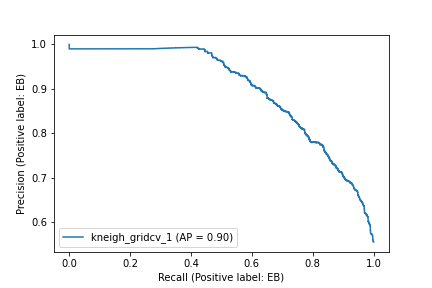 1.0
0.9
0.8
0.7
0.6
Precision (Positive label: EB)
kneigh_gridcv_1 (AP = 0.90)
0.0 0.2 0.4 0.6 0.8 1.0
Recall (Positive label: EB)